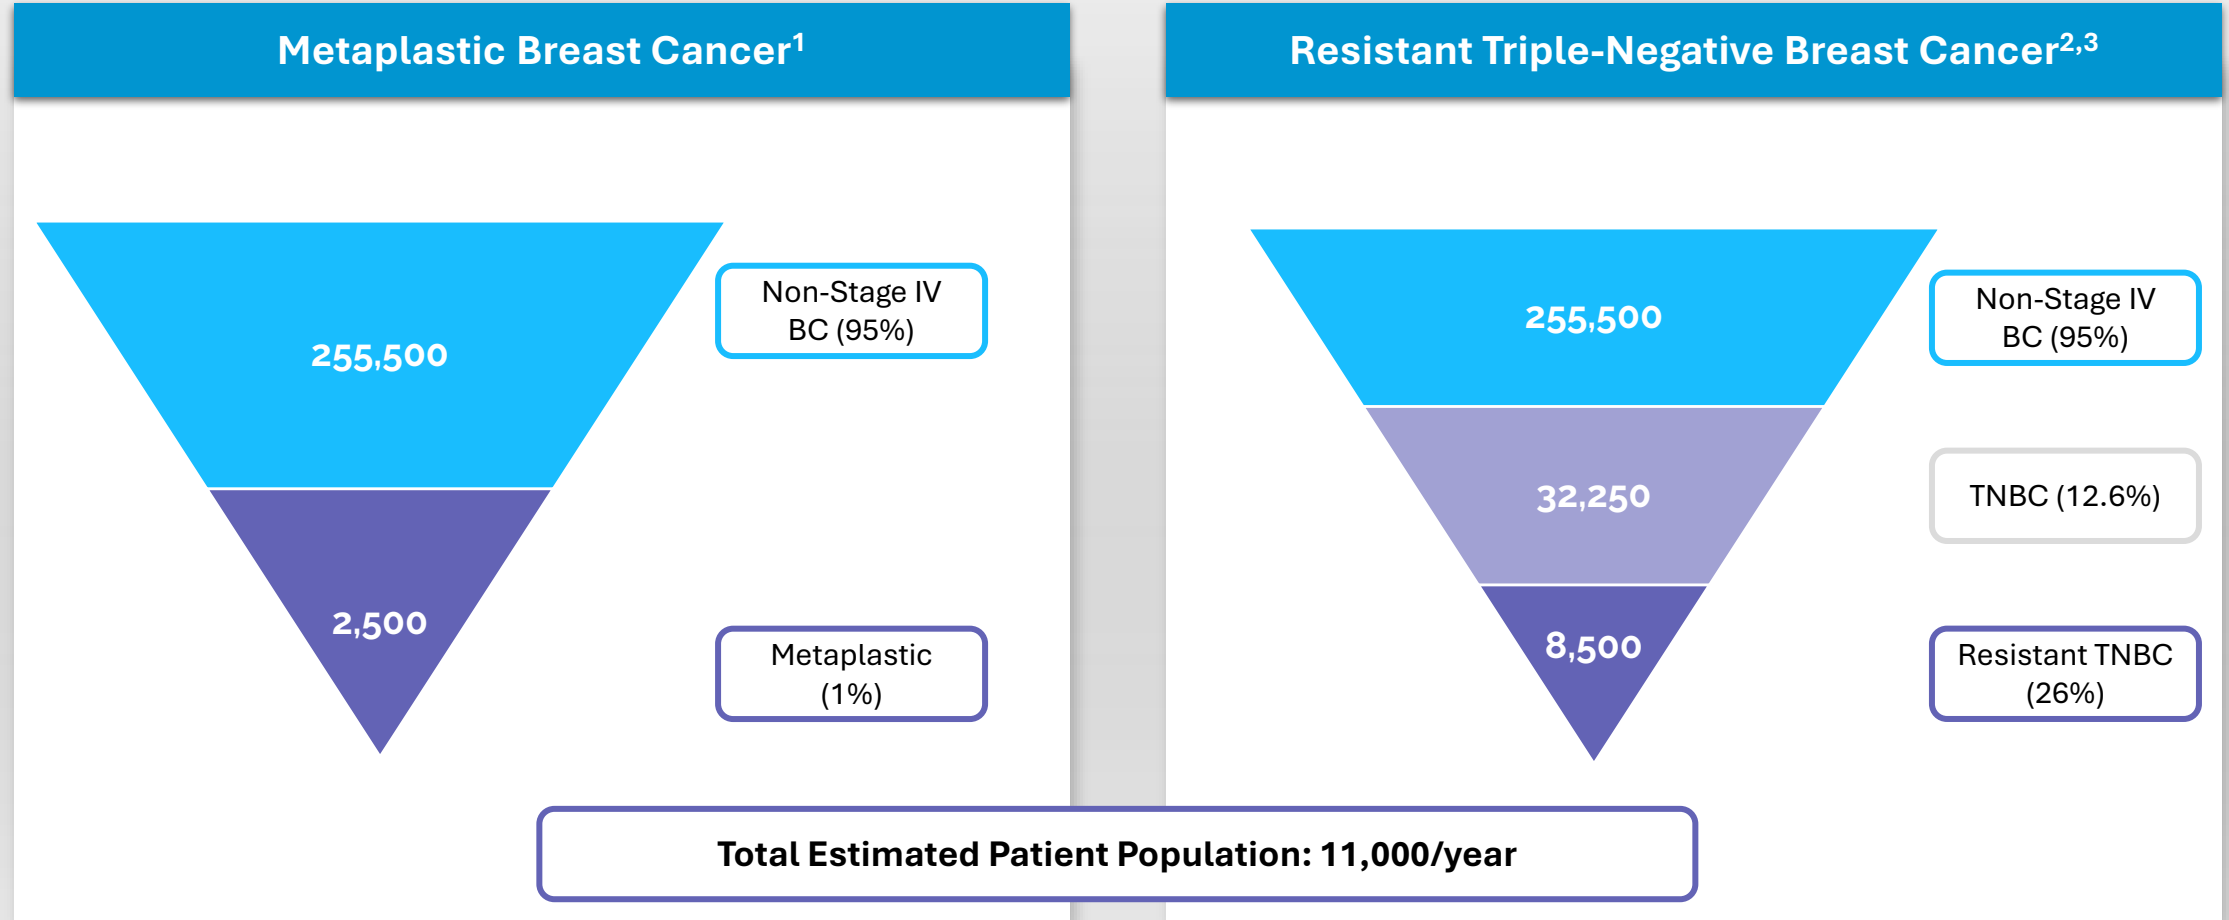 Metaplastic Breast Cancer¹
255,500
Non-Stage IV
BC (95%)
2,500
Metaplastic
(1%)
Resistant Triple-Negative Breast Cancer²,³
255,500
Non-Stage IV
BC (95%)
32,250
TNBC (12.6%)
8,500
Resistant TNBC
(26%)
Total Estimated Patient Population: 11,000/year